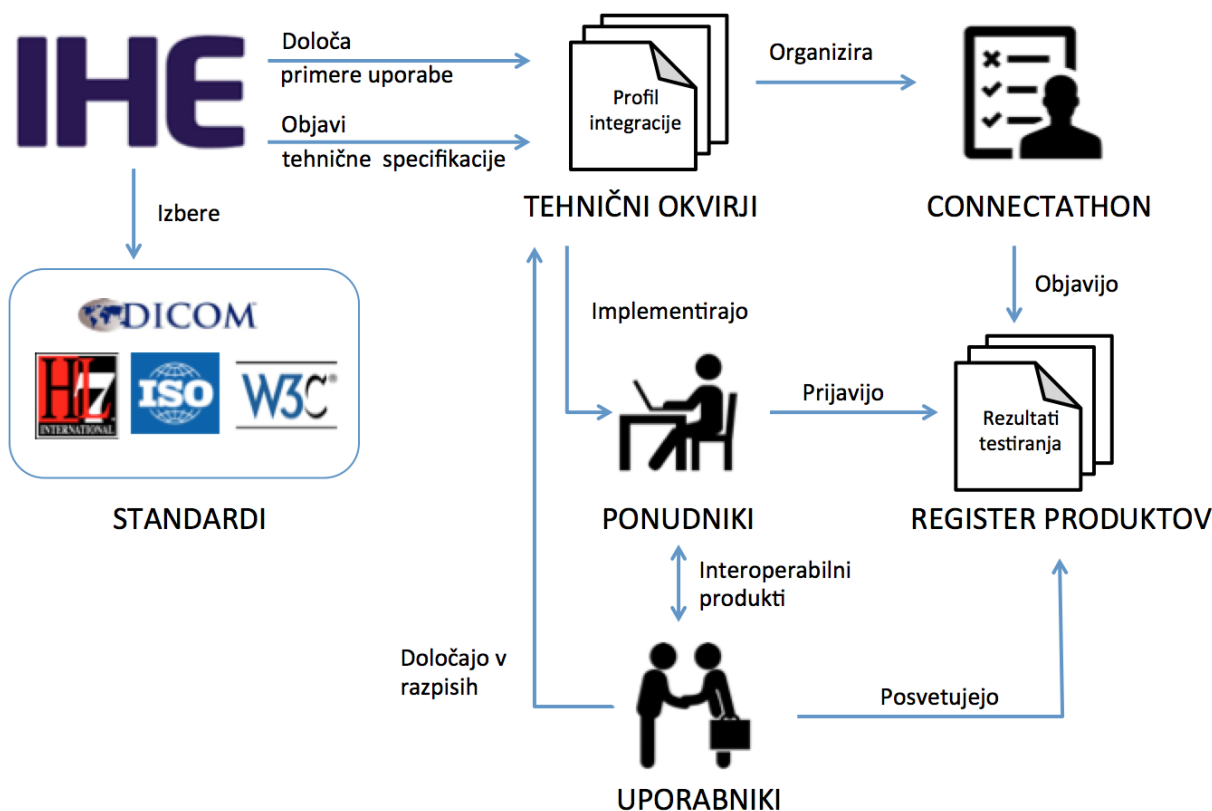 IHE
Določa
primere uporabe
Objavi
tehnične specifikacije
Profil
integracije
TEHNIČNI OKVIRJI
Organizira
CONNECTATHON
Izbere
DICOM
HL7
INTERNATIONAL
ISO
W3C®
STANDARDI
Implementirajo
PONUDNIKI
Prijavijo
Objavijo
Rezultati
testiranja
REGISTER PRODUKTOV
Interoperabilni
produkti
Določajo v
razpisih
Posvetujejo
UPORABNIKI